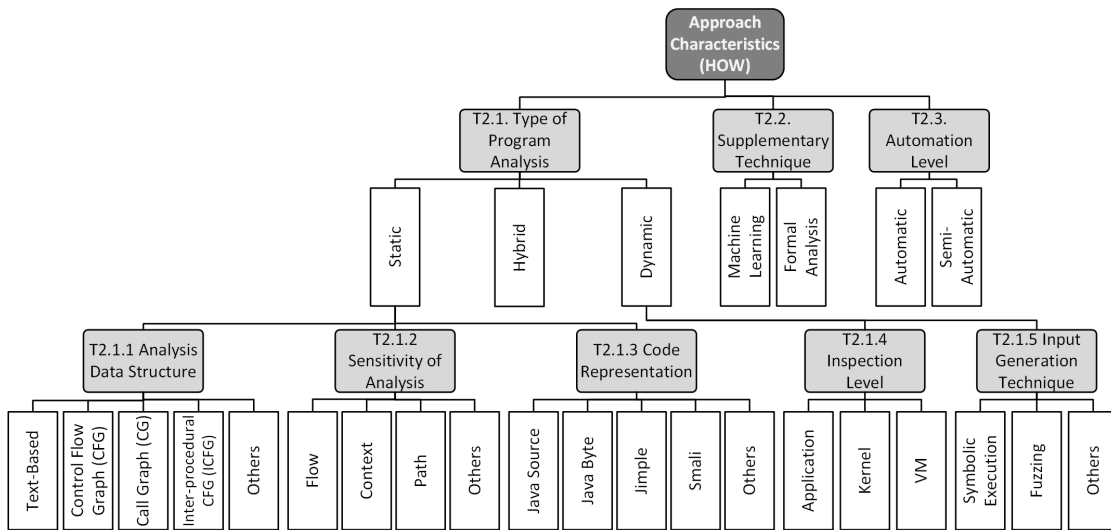 Approach
Characteristics
(HOW)
T2.1. Type of
Program
Analysis
T2.2.
Supplementary
Technique
T2.3.
Automation
Level
Static
Hybrid
Dynamic
Machine
Learning
Formal
Analysis
Automatic
Semi-
Automatic
T2.1.1 Analysis
Data Structure
T2.1.2
Sensitivity of
Analysis
T2.1.3 Code
Representation
T2.1.4
Inspection
Level
T2.1.5 Input
Generation
Technique
Text-Based
Control Flow
Graph (CFG)
Call Graph (CG)
Inter-procedural
CFG (ICFG)
Others
Flow
Context
Path
Others
Java Source
Java Byte
Jimple
Smali
Others
Application
Kernel
VM
Symbolic
Execution
Fuzzing
Others